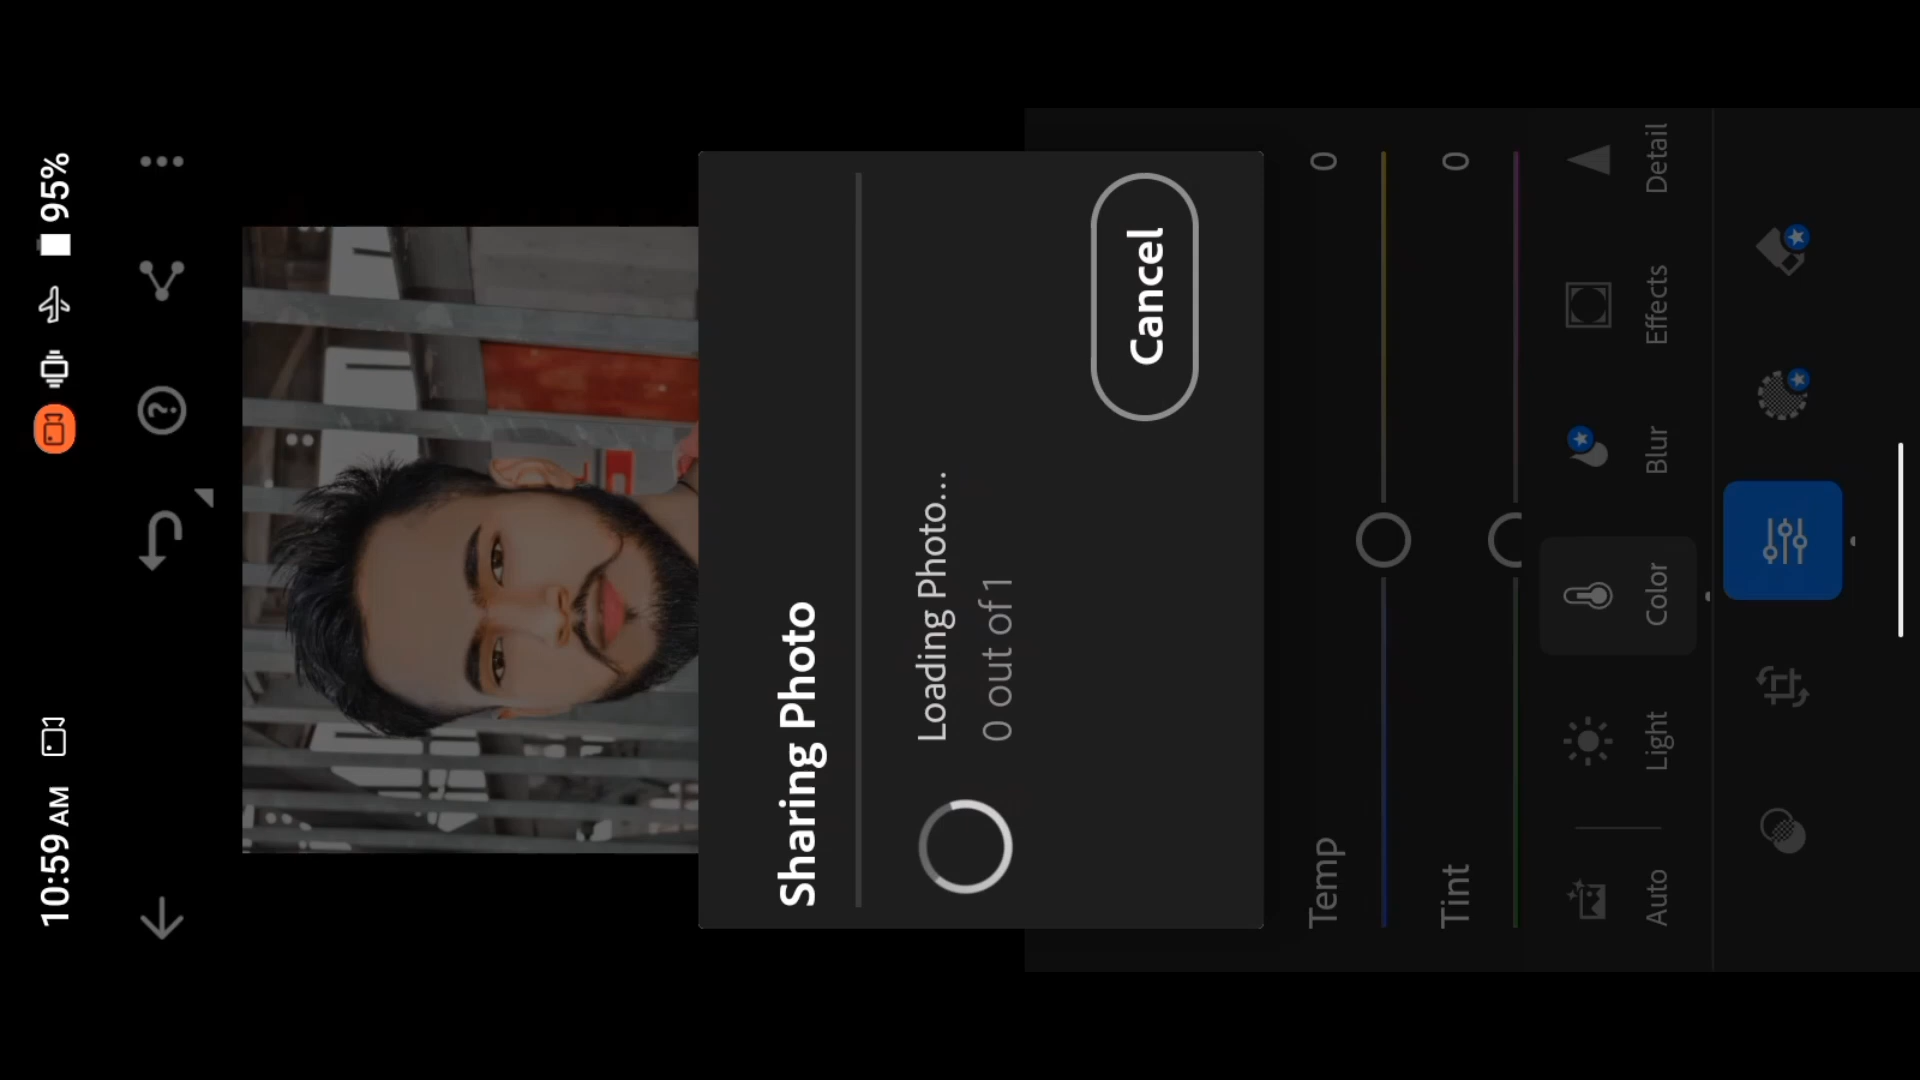 10:59 AM
95%
Sharing Photo
Loading Photo...
0 out of 1
Cancel
Temp
0
Tint
0
Auto
Light
Color
Blur
Effects
Detail